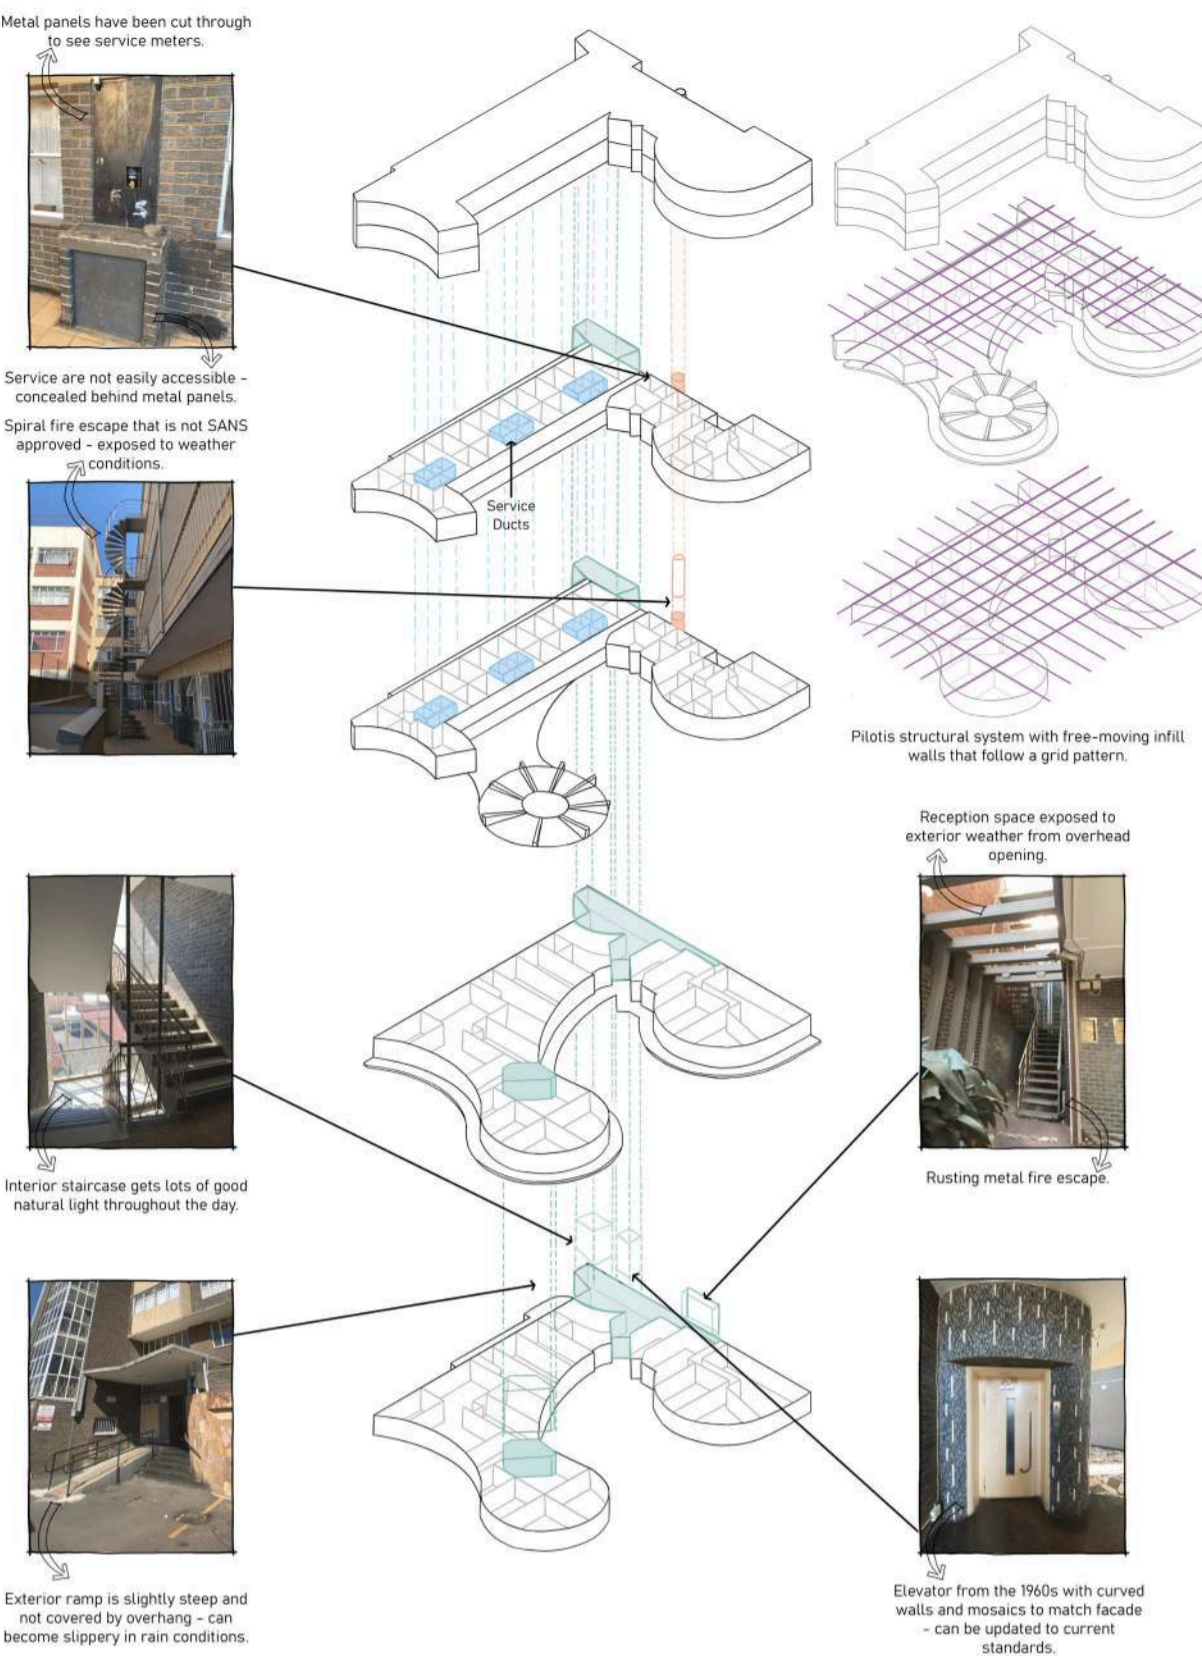 Metal panels have been cut through
to see service meters.
Service are not easily accessible -
concealed behind metal panels.
Spiral fire escape that is not SANS
approved - exposed to weather
conditions.
Service
Ducts
Pilotis structural system with free-moving infill
walls that follow a grid pattern.
Reception space exposed to
exterior weather from overhead
opening.
Interior staircase gets lots of good
natural light throughout the day.
Rusting metal fire escape.
Exterior ramp is slightly steep and
not covered by overhang - can
become slippery in rain conditions.
Elevator from the 1960s with curved
walls and mosaics to match facade
- can be updated to current
standards.